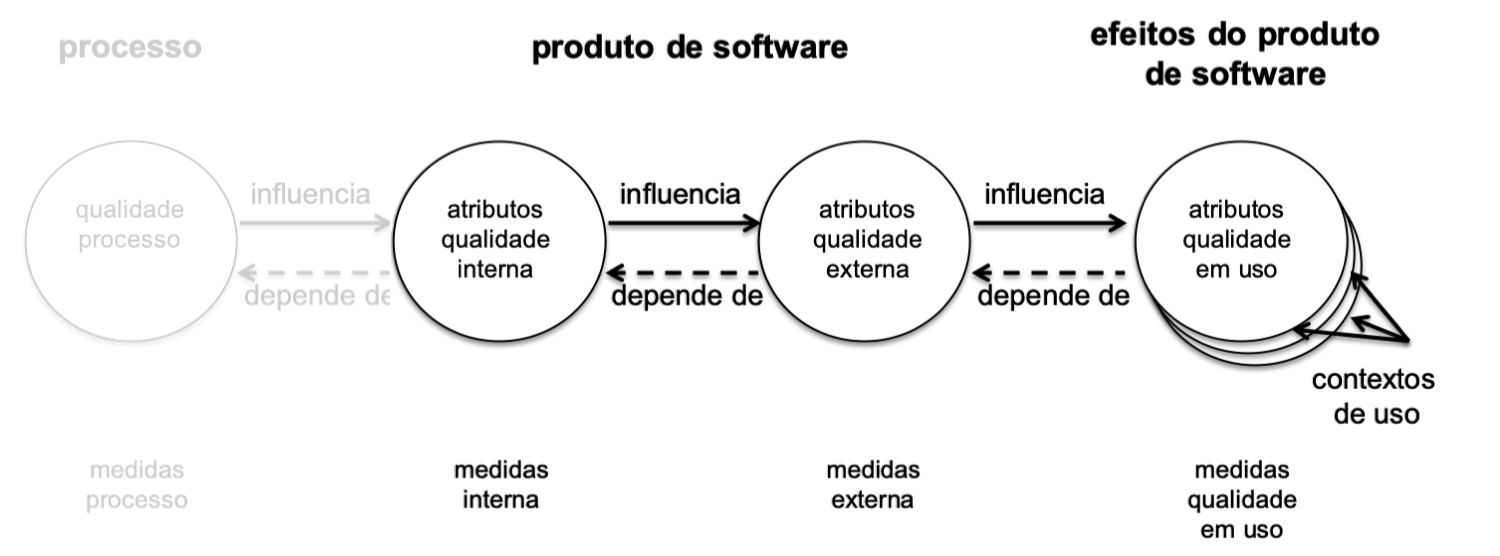 processo
produto de software
efeitos do produto
de software
qualidade
processo
influencia
depende de
atributos
qualidade
interna
influencia
depende de
atributos
qualidade
externa
influencia
depende de
atributos
qualidade
em uso
contextos
de uso
medidas
processo
medidas
interna
medidas
externa
medidas
qualidade
em uso